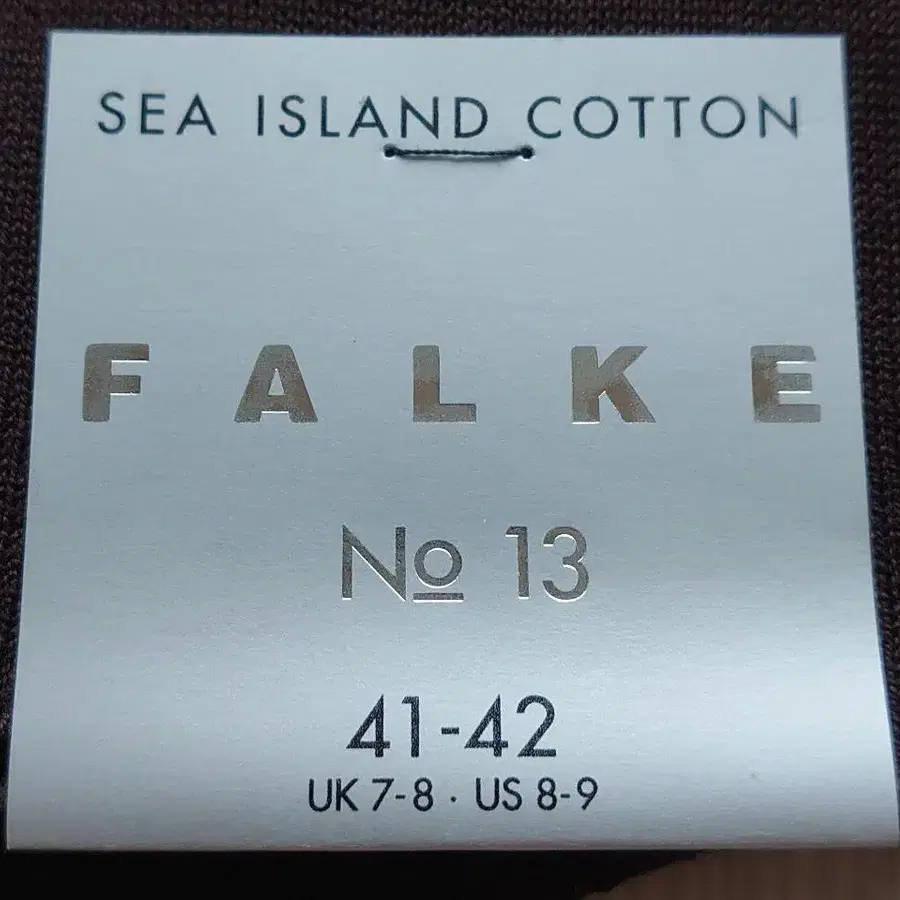 SEA ISLAND COTTON
FALKE
No 13
41-42
UK 7-8 · US 8-9